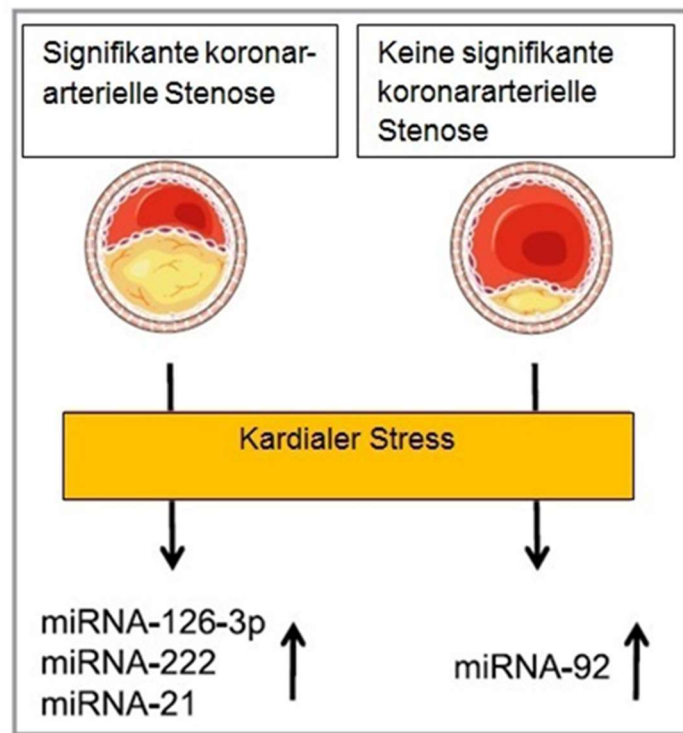 Signifikante koronar-
arterielle Stenose
Keine signifikante
koronararterielle
Stenose
Kardialer Stress
miRNA-126-3p
miRNA-222
miRNA-21
miRNA-92